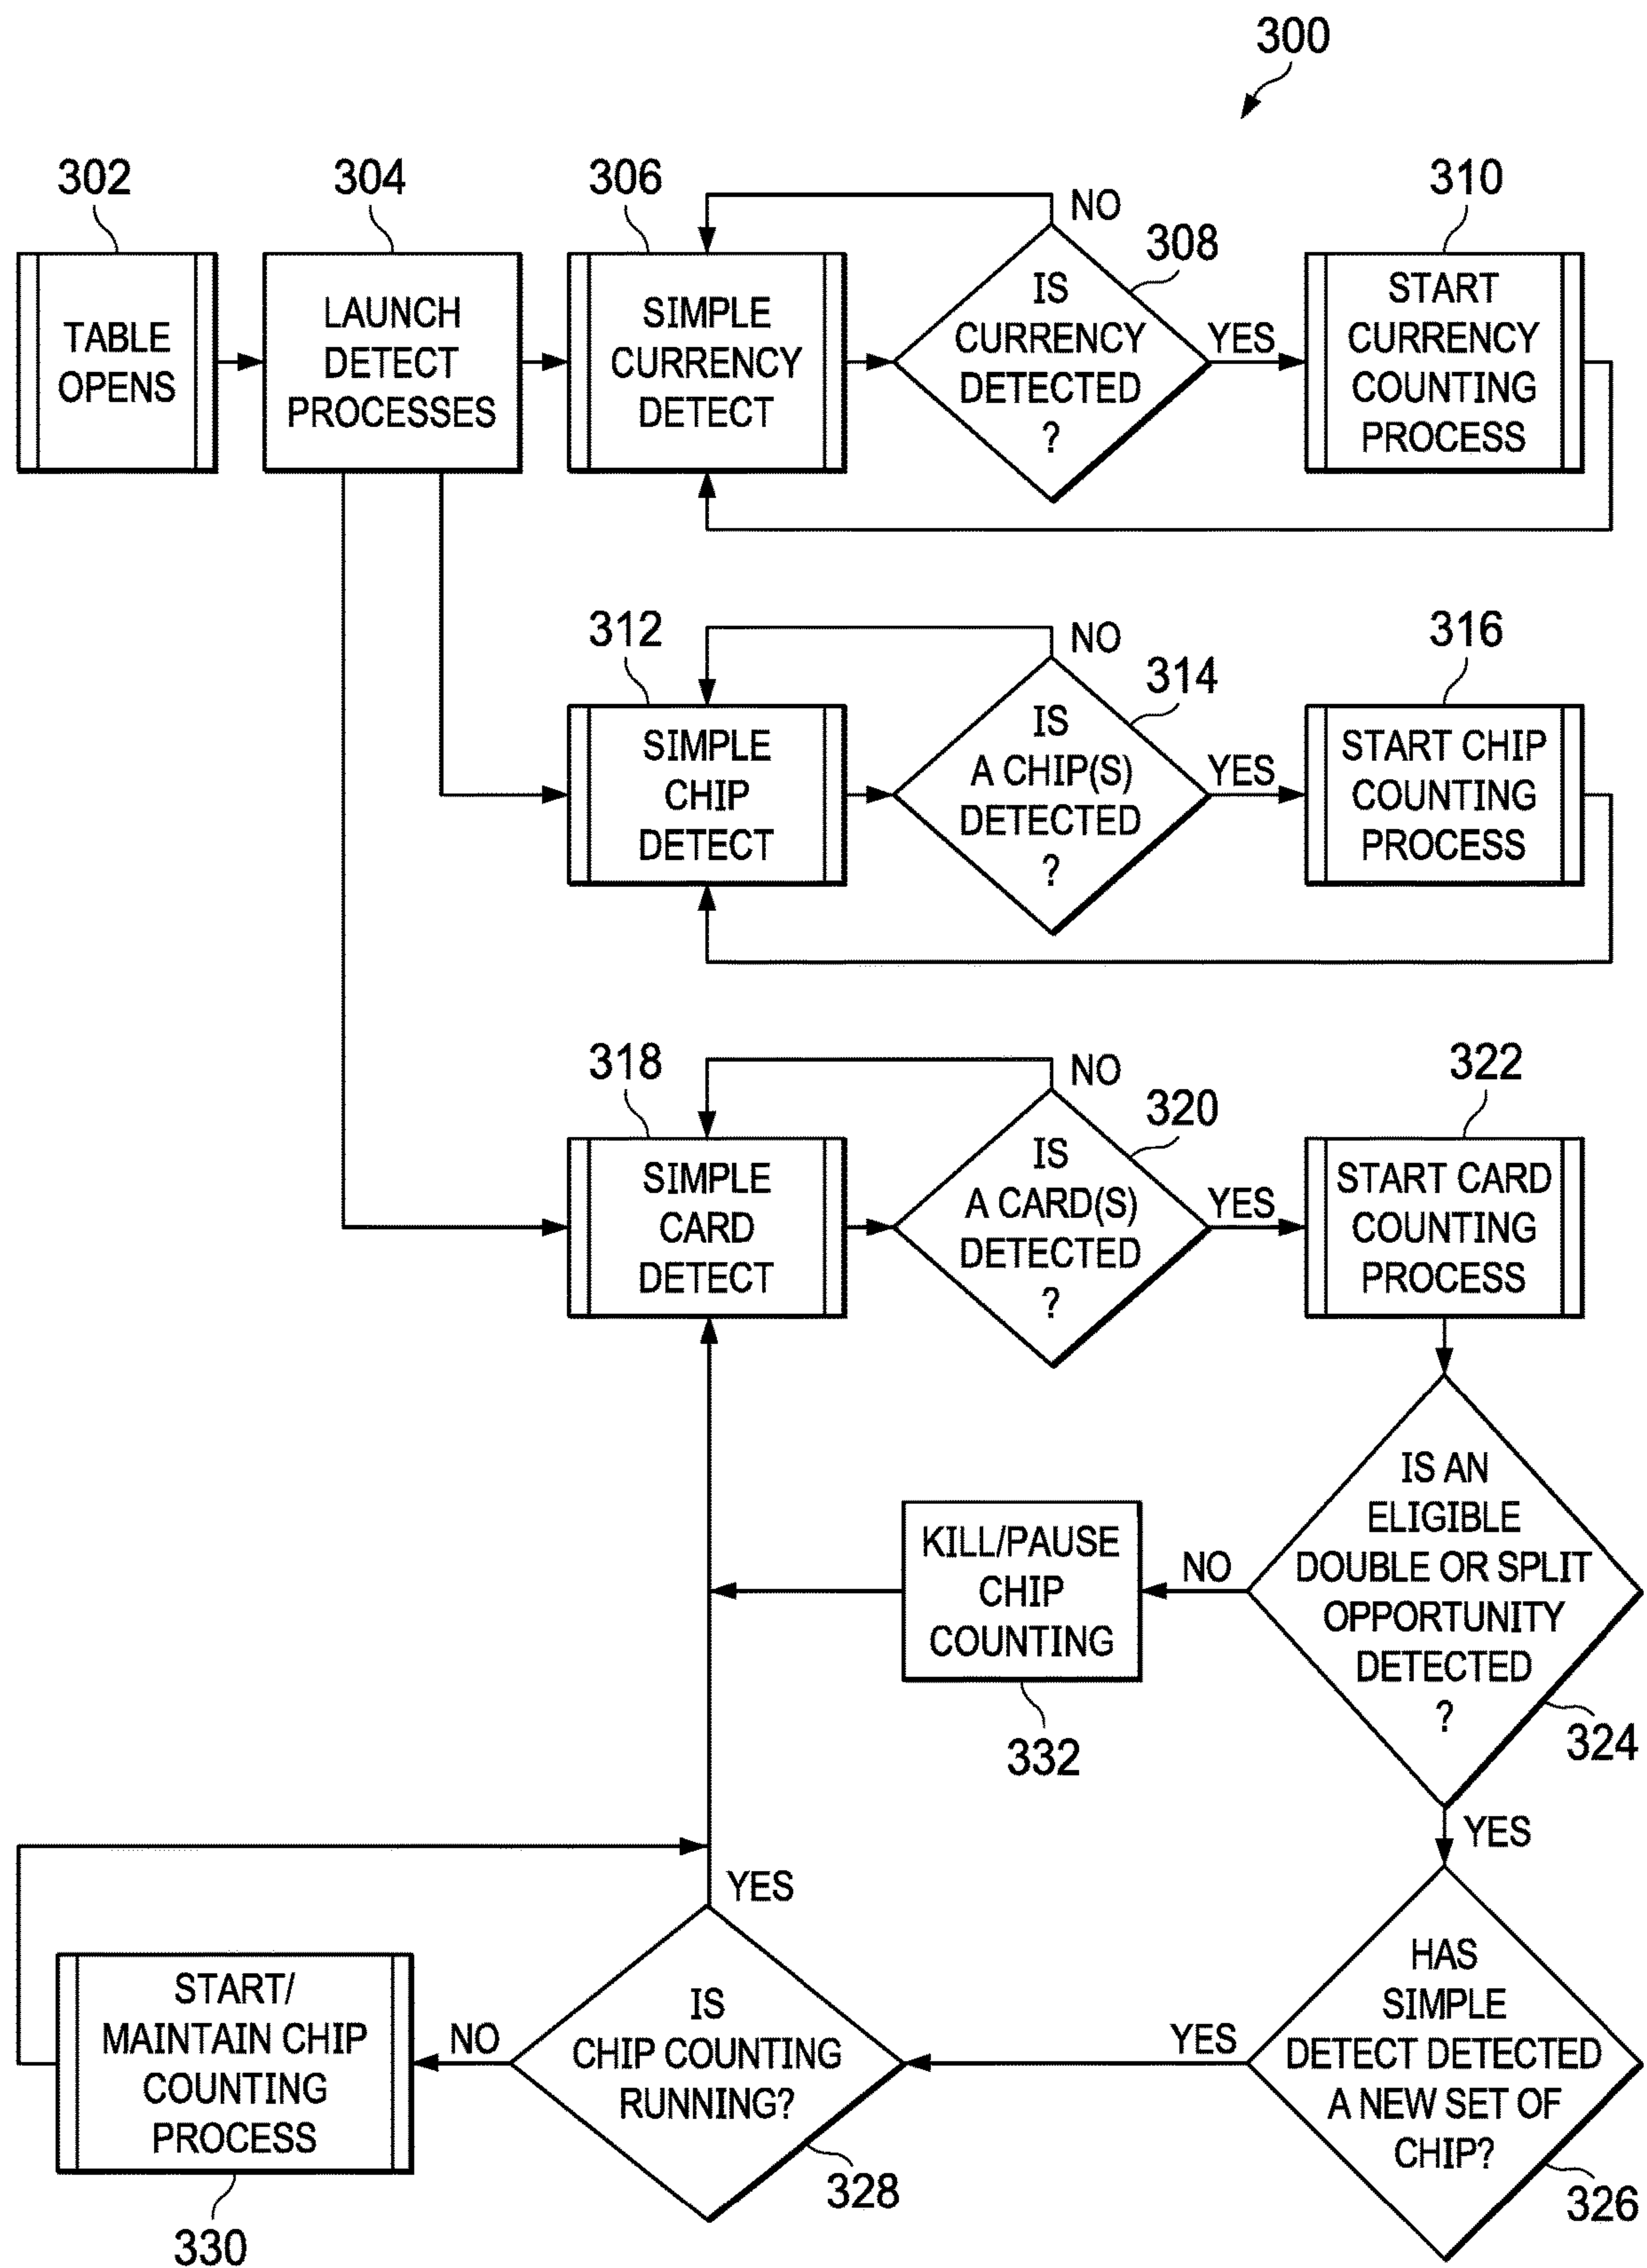 300
302
304
306
308
310
TABLE
OPENS
LAUNCH
DETECT
PROCESSES
SIMPLE
CURRENCY
DETECT
NO
IS
CURRENCY
DETECTED
?
YES
START
CURRENCY
COUNTING
PROCESS
312
314
316
SIMPLE
CHIP
DETECT
NO
IS
A CHIP(S)
DETECTED
?
YES
START CHIP
COUNTING
PROCESS
318
320
322
SIMPLE
CARD
DETECT
NO
IS
A CARD(S)
DETECTED
?
YES
START CARD
COUNTING
PROCESS
IS AN
ELIGIBLE
DOUBLE OR SPLIT
OPPORTUNITY
DETECTED
?
324
NO
KILL/PAUSE
CHIP
COUNTING
332
YES
HAS
SIMPLE
DETECT DETECTED
A NEW SET OF
CHIP?
326
YES
IS
CHIP COUNTING
RUNNING?
328
YES
NO
START/
MAINTAIN CHIP
COUNTING
PROCESS
330